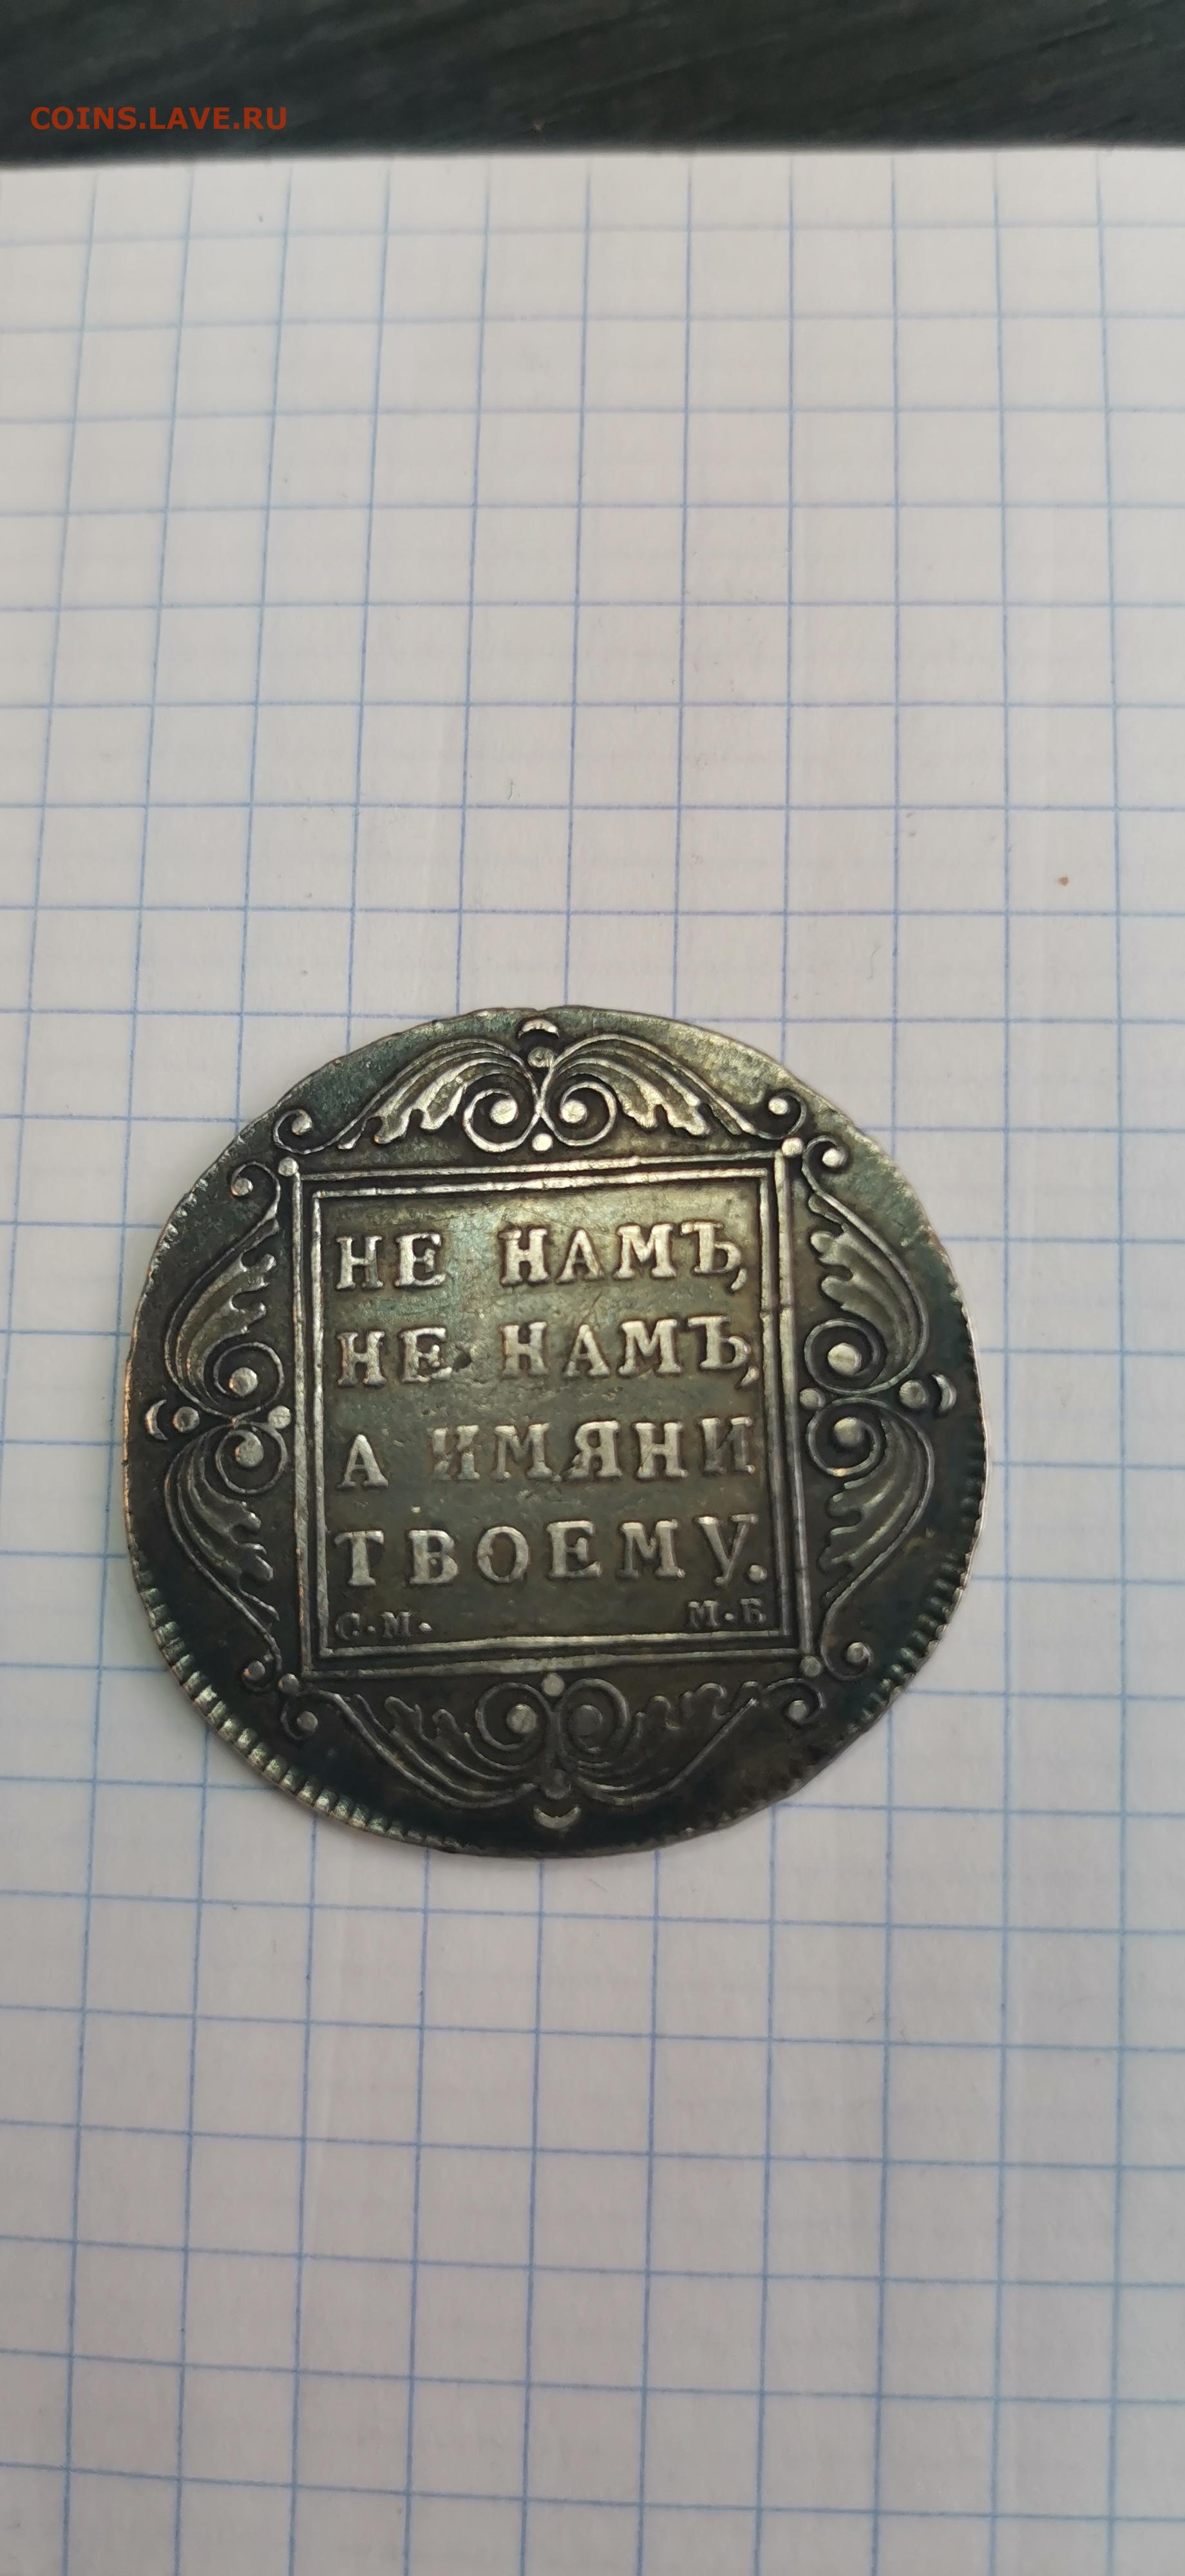 COINS.LAVE.RU
НЕ НАМЪ,
НЕ НАМЪ,
А ИМЯНИ
ТВОЕМУ.
С.М. М.Б